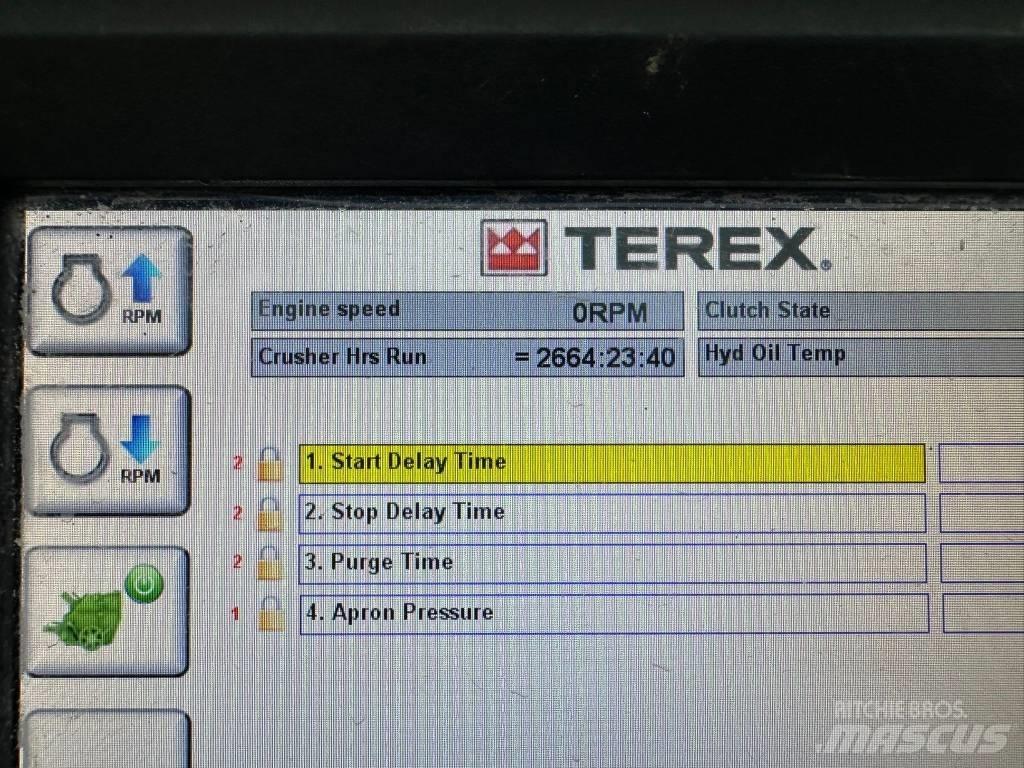 TEREX®
Engine speed 0RPM Clutch State
Crusher Hrs Run = 2664:23:40 Hyd Oil Temp
RPM
RPM
2 1. Start Delay Time
2 2. Stop Delay Time
2 3. Purge Time
1 4. Apron Pressure
RITCHIE BROS.
MASCUS